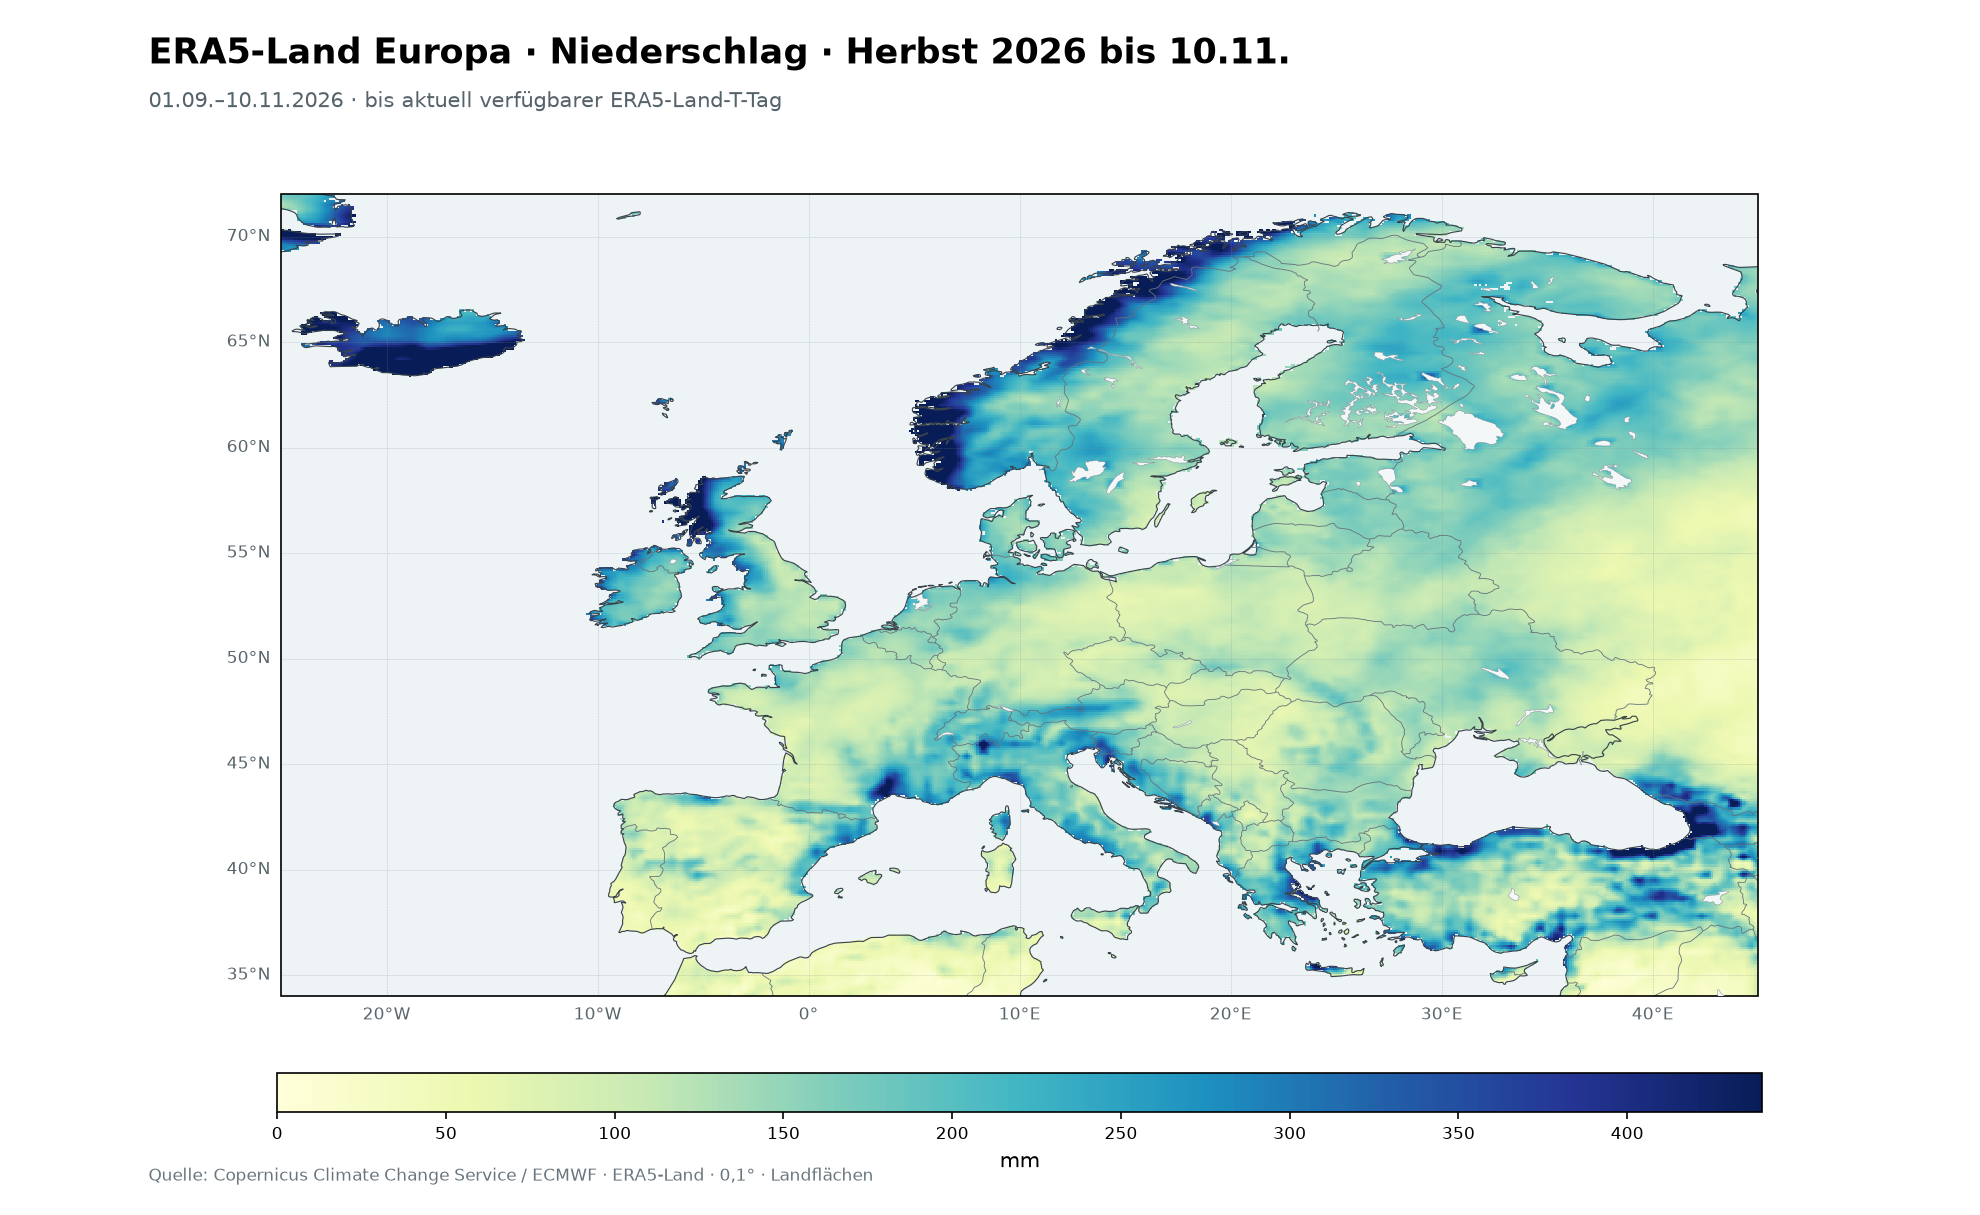 ERA5-Land Europa · Niederschlag · Herbst 2026 bis 10.11.
01.09.–10.11.2026 · bis aktuell verfügbarer ERA5-Land-T-Tag
70°N
65°N
60°N
55°N
50°N
45°N
40°N
35°N
20°W 10°W 0° 10°E 20°E 30°E 40°E
0 50 100 150 200 250 300 350 400
mm
Quelle: Copernicus Climate Change Service / ECMWF · ERA5-Land · 0,1° · Landflächen